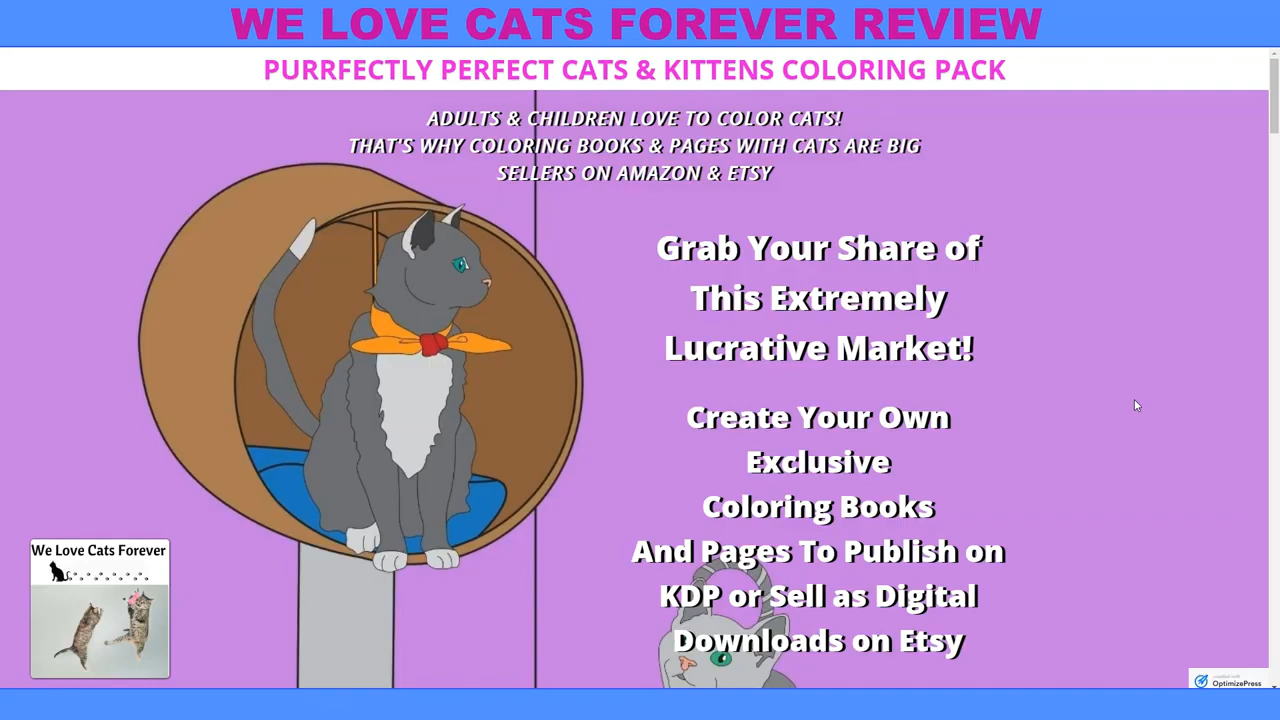 WE LOVE CATS FOREVER REVIEW
PURRFECTLY PERFECT CATS & KITTENS COLORING PACK
ADULTS & CHILDREN LOVE TO COLOR CATS!
THAT'S WHY COLORING BOOKS & PAGES WITH CATS ARE BIG
SELLERS ON AMAZON & ETSY
Grab Your Share of
This Extremely
Lucrative Market!
Create Your Own
Exclusive
Coloring Books
And Pages To Publish on
KDP or Sell as Digital
Downloads on Etsy
We Love Cats Forever
created with
OptimizePress